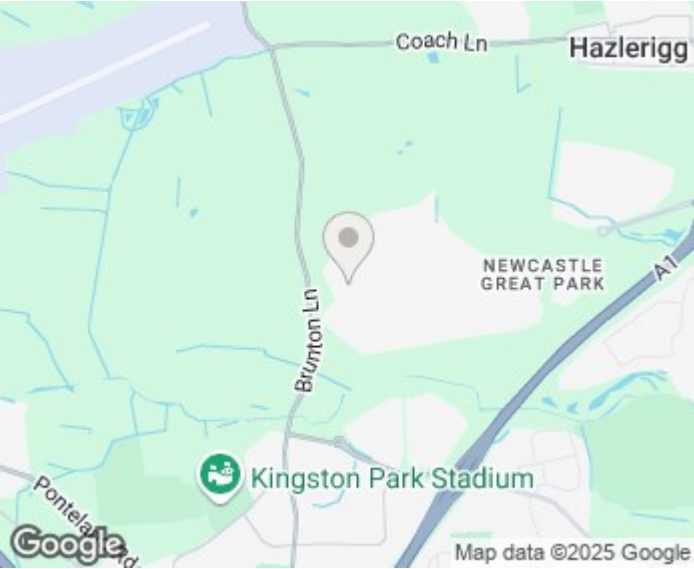 Coach Ln
Hazlerigg
NEWCASTLE
GREAT PARK
A1
Brunton Ln
Kingston Park Stadium
Google
Map data ©2025 Google